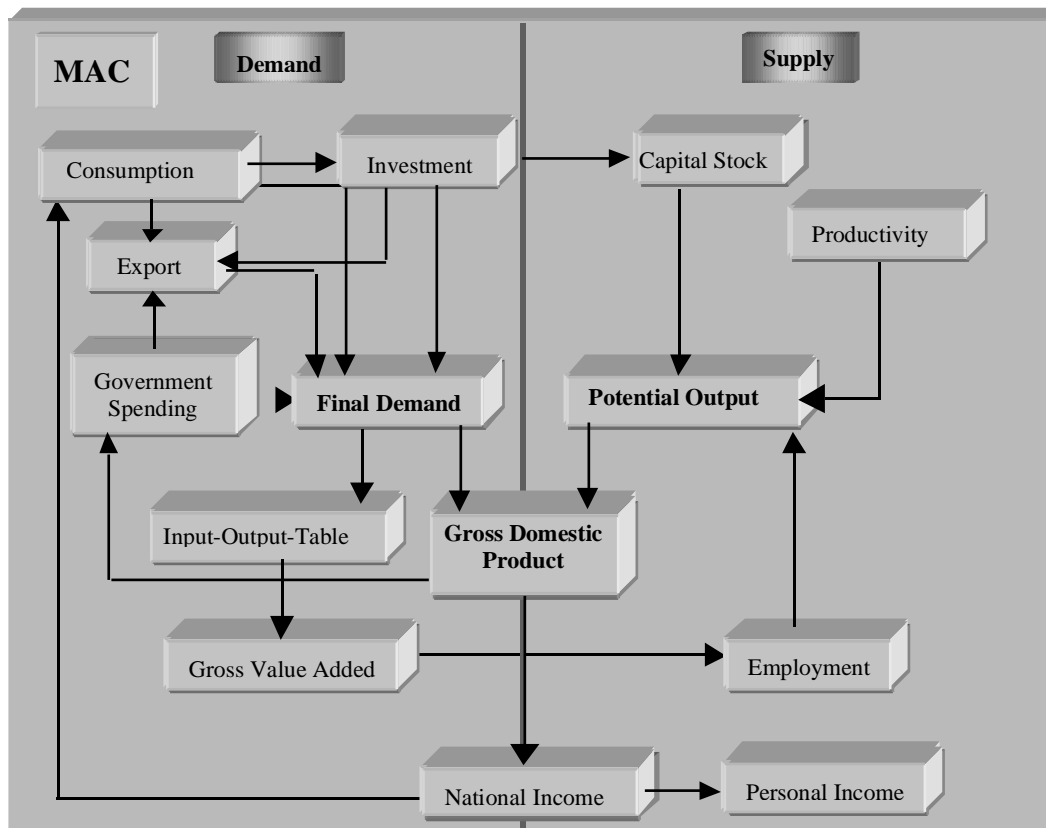 MAC
Demand
Supply
Consumption
Investment
Capital Stock
Productivity
Export
Government
Spending
Final Demand
Potential Output
Input-Output-Table
Gross Domestic
Product
Gross Value Added
Employment
National Income
Personal Income